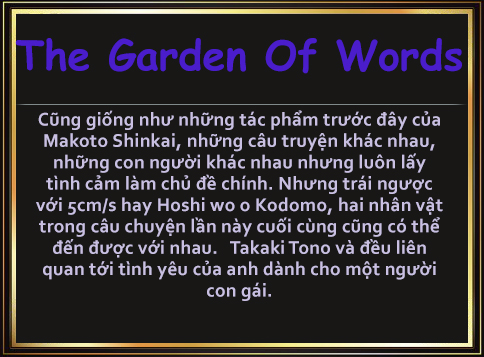 The Garden Of Words
Cũng giống như những tác phẩm trước đây của
Makoto Shinkai, những câu truyện khác nhau,
những con người khác nhau nhưng luôn lấy
tình cảm làm chủ đề chính. Nhưng trái ngược
với 5cm/s hay Hoshi wo o Kodomo, hai nhân vật
trong câu chuyện lần này cuối cùng cũng có thể
đến được với nhau. Takaki Tono và đều liên
quan tới tình yêu của anh dành cho một người
con gái.